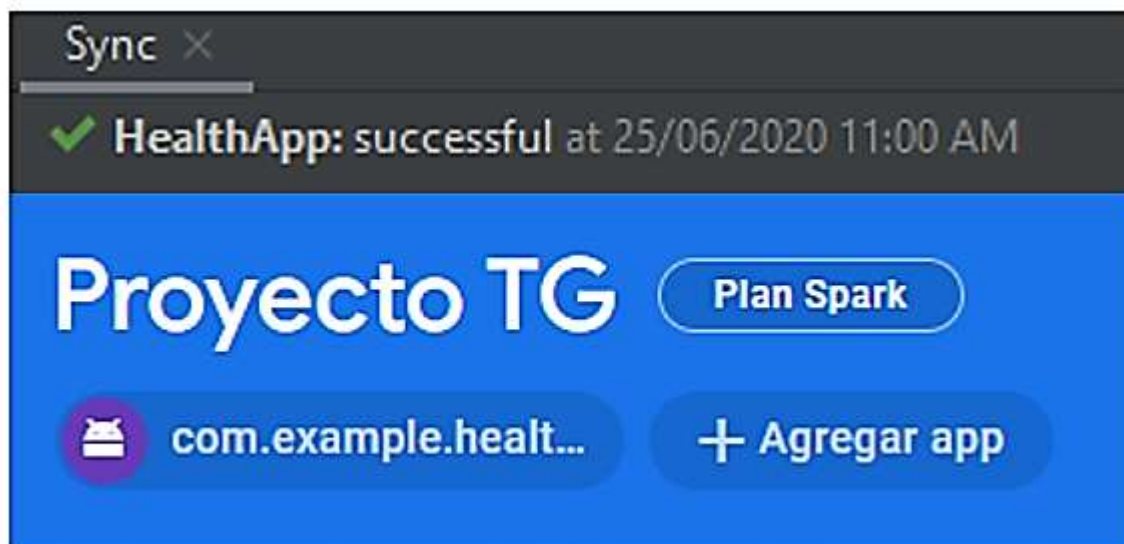 Sync
HealthApp: successful at 25/06/2020 11:00 AM
Proyecto TG Plan Spark
com.example.healt... + Agregar app